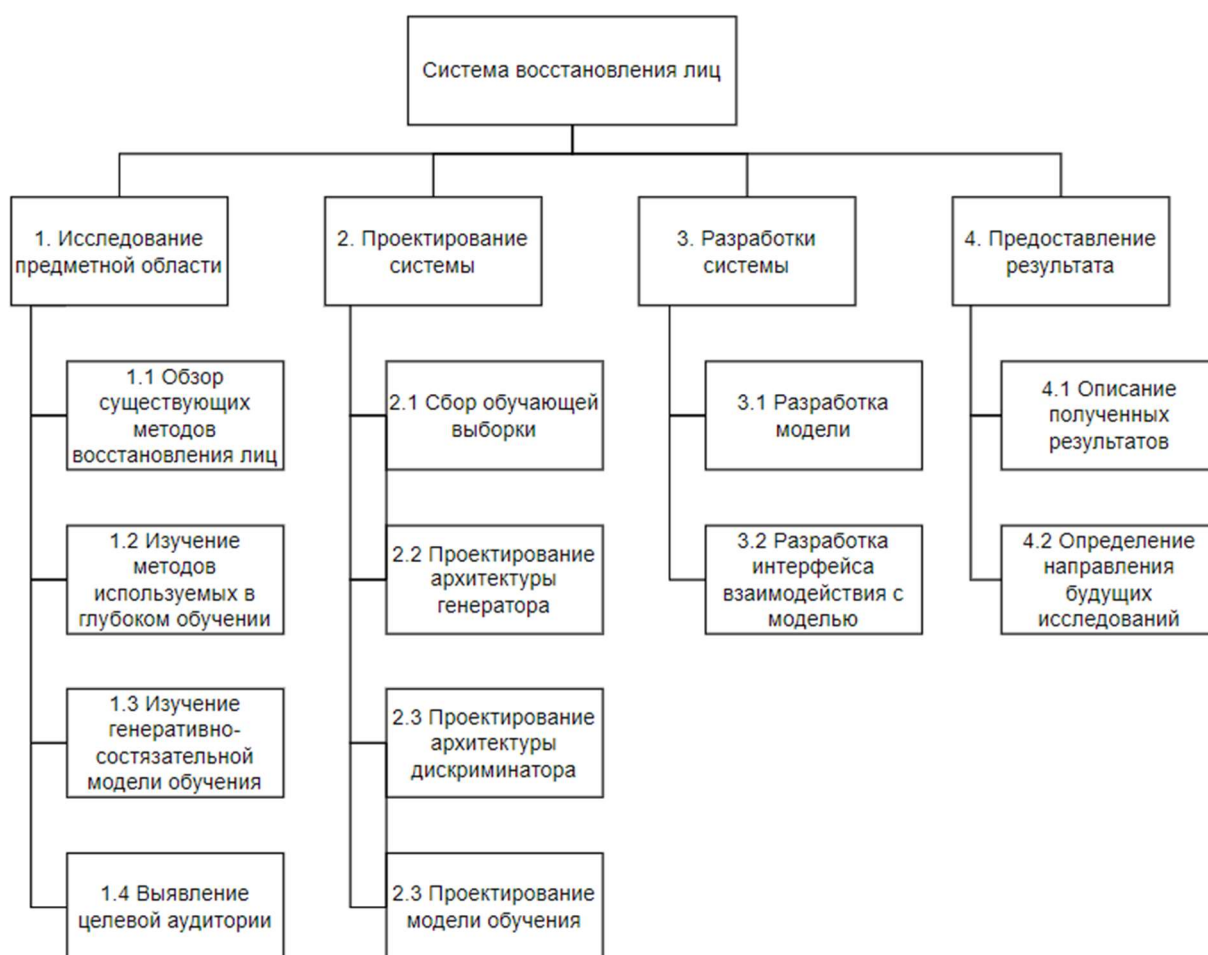 Система восстановления лиц
1. Исследование
предметной области
2. Проектирование
системы
3. Разработки
системы
4. Предоставление
результата
1.1 Обзор
существующих
методов
восстановления лиц
1.2 Изучение
методов
используемых в
глубоком обучении
1.3 Изучение
генеративно-
состязательной
модели обучения
1.4 Выявление
целевой аудитории
2.1 Сбор обучающей
выборки
2.2 Проектирование
архитектуры
генератора
2.3 Проектирование
архитектуры
дискриминатора
2.3 Проектирование
модели обучения
3.1 Разработка
модели
3.2 Разработка
интерфейса
взаимодействия с
моделью
4.1 Описание
полученных
результатов
4.2 Определение
направления
будущих
исследований